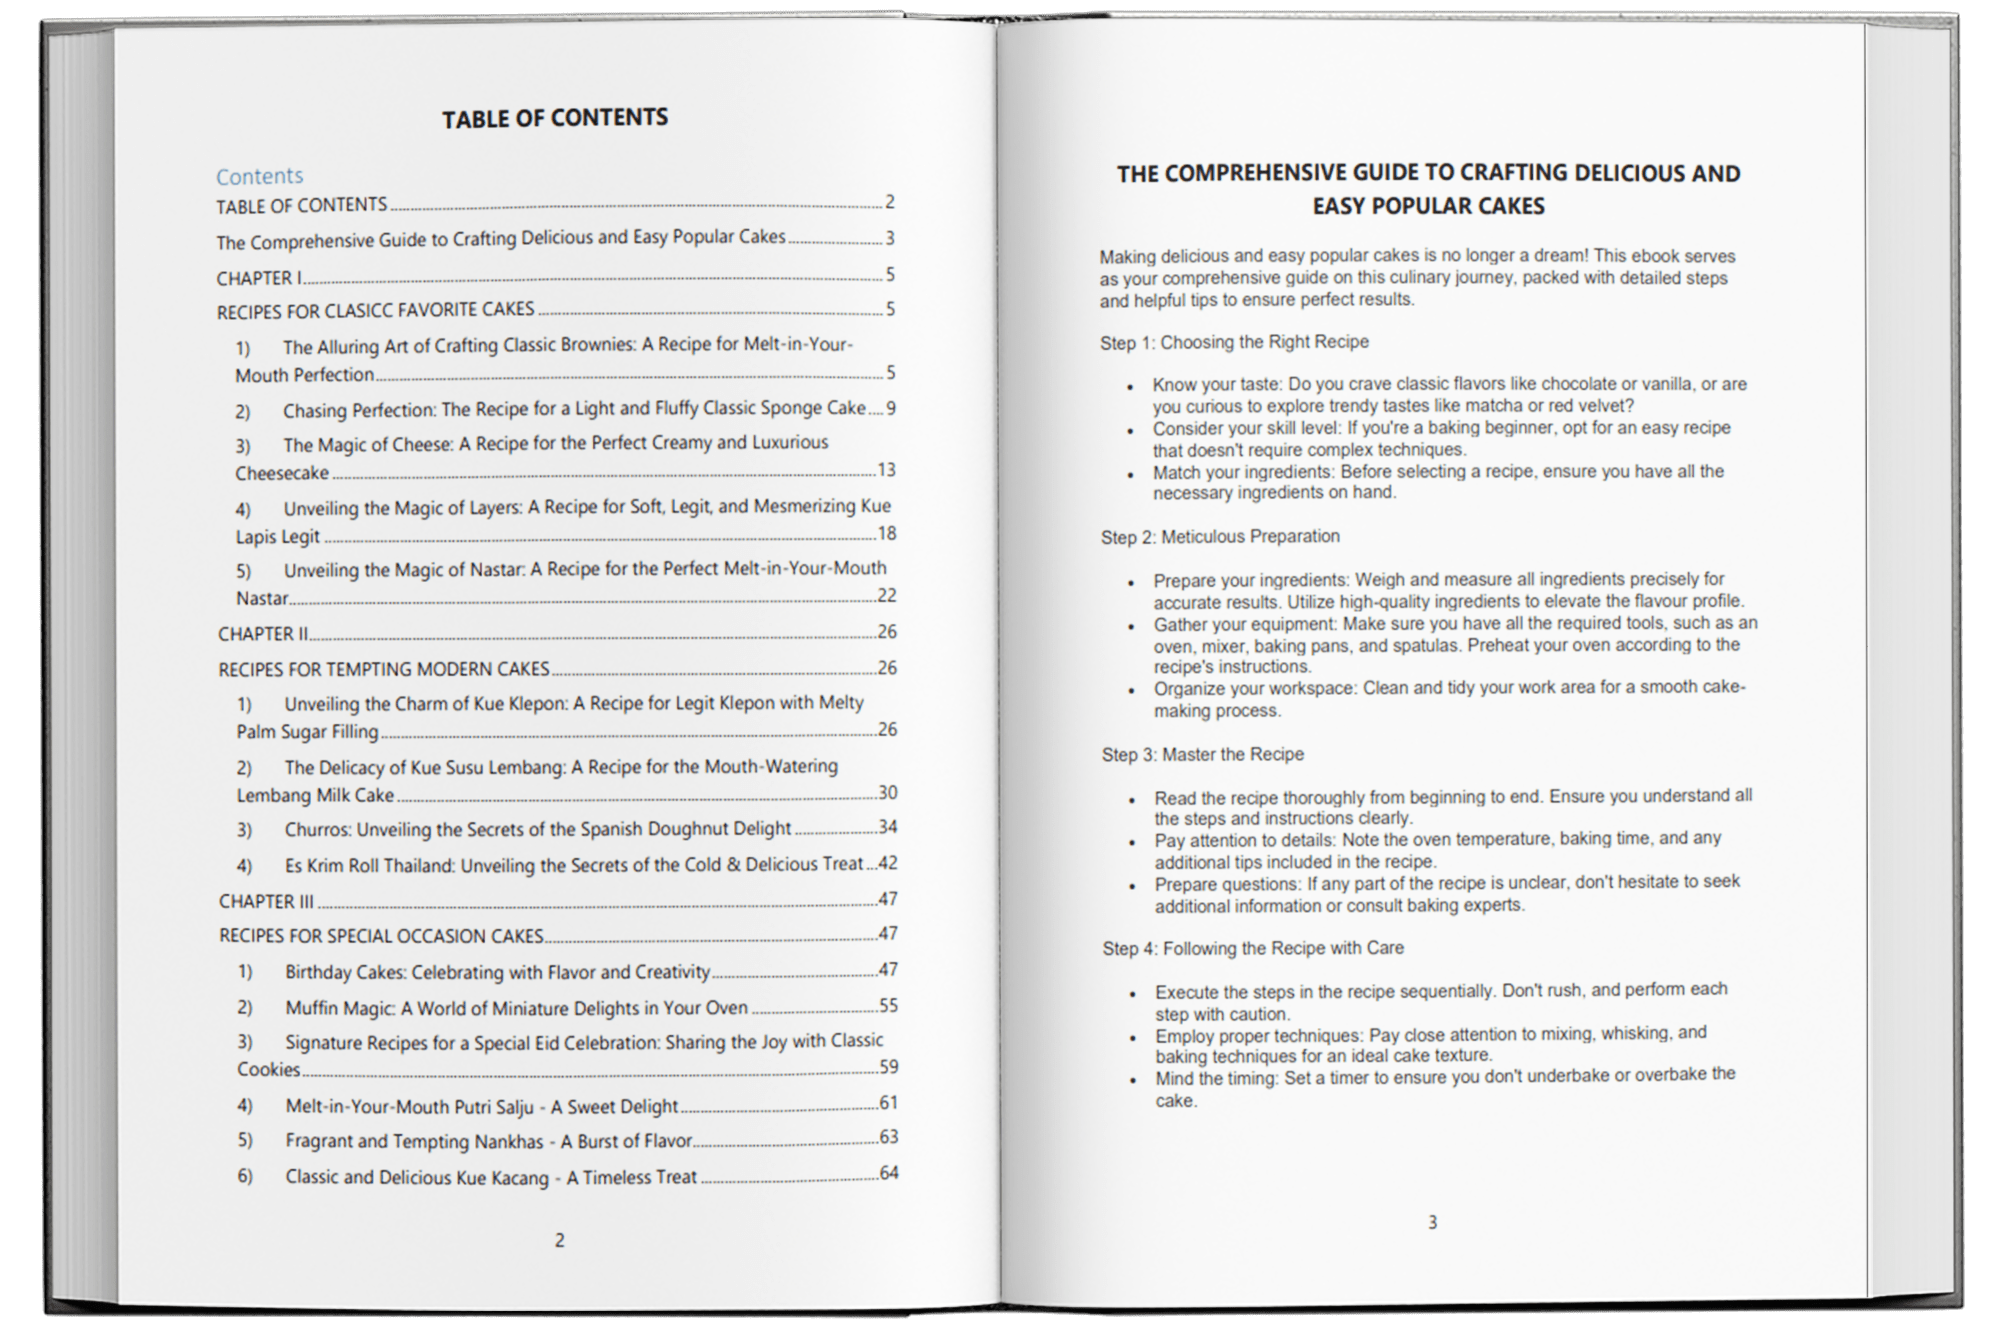 TABLE OF CONTENTS
Contents
TABLE OF CONTENTS 2
The Comprehensive Guide to Crafting Delicious and Easy Popular Cakes 3
CHAPTER I 5
RECIPES FOR CLASICC FAVORITE CAKES 5
1) The Alluring Art of Crafting Classic Brownies: A Recipe for Melt-in-Your-
Mouth Perfection 5
2) Chasing Perfection: The Recipe for a Light and Fluffy Classic Sponge Cake 9
3) The Magic of Cheese: A Recipe for the Perfect Creamy and Luxurious
Cheesecake 13
4) Unveiling the Magic of Layers: A Recipe for Soft, Legit, and Mesmerizing Kue
Lapis Legit 18
5) Unveiling the Magic of Nastar: A Recipe for the Perfect Melt-in-Your-Mouth
Nastar 22
CHAPTER II 26
RECIPES FOR TEMPTING MODERN CAKES 26
1) Unveiling the Charm of Kue Klepon: A Recipe for Legit Klepon with Melty
Palm Sugar Filling 26
2) The Delicacy of Kue Susu Lembang: A Recipe for the Mouth-Watering
Lembang Milk Cake 30
3) Churros: Unveiling the Secrets of the Spanish Doughnut Delight 34
4) Es Krim Roll Thailand: Unveiling the Secrets of the Cold & Delicious Treat 42
CHAPTER III 47
RECIPES FOR SPECIAL OCCASION CAKES 47
1) Birthday Cakes: Celebrating with Flavor and Creativity 47
2) Muffin Magic: A World of Miniature Delights in Your Oven 55
3) Signature Recipes for a Special Eid Celebration: Sharing the Joy with Classic
Cookies 59
4) Melt-in-Your-Mouth Putri Salju - A Sweet Delight 61
5) Fragrant and Tempting Nankhas - A Burst of Flavor 63
6) Classic and Delicious Kue Kacang - A Timeless Treat 64
2
THE COMPREHENSIVE GUIDE TO CRAFTING DELICIOUS AND
EASY POPULAR CAKES
Making delicious and easy popular cakes is no longer a dream! This ebook serves
as your comprehensive guide on this culinary journey, packed with detailed steps
and helpful tips to ensure perfect results.
Step 1: Choosing the Right Recipe
• Know your taste: Do you crave classic flavors like chocolate or vanilla, or are
you curious to explore trendy tastes like matcha or red velvet?
• Consider your skill level: If you're a baking beginner, opt for an easy recipe
that doesn't require complex techniques.
• Match your ingredients: Before selecting a recipe, ensure you have all the
necessary ingredients on hand.
Step 2: Meticulous Preparation
• Prepare your ingredients: Weigh and measure all ingredients precisely for
accurate results. Utilize high-quality ingredients to elevate the flavour profile.
• Gather your equipment: Make sure you have all the required tools, such as an
oven, mixer, baking pans, and spatulas. Preheat your oven according to the
recipe's instructions.
• Organize your workspace: Clean and tidy your work area for a smooth cake-
making process.
Step 3: Master the Recipe
• Read the recipe thoroughly from beginning to end. Ensure you understand all
the steps and instructions clearly.
• Pay attention to details: Note the oven temperature, baking time, and any
additional tips included in the recipe.
• Prepare questions: If any part of the recipe is unclear, don't hesitate to seek
additional information or consult baking experts.
Step 4: Following the Recipe with Care
• Execute the steps in the recipe sequentially. Don't rush, and perform each
step with caution.
• Employ proper techniques: Pay close attention to mixing, whisking, and
baking techniques for an ideal cake texture.
• Mind the timing: Set a timer to ensure you don't underbake or overbake the
cake.
3